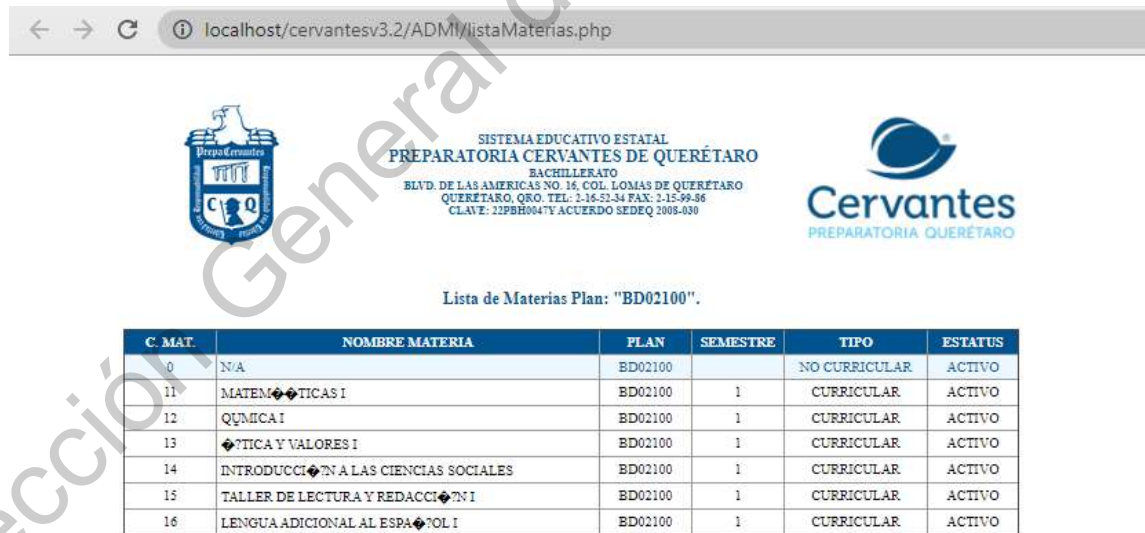 localhost/cervantesv3.2/ADMI/listaMaterias.php
PrepaCervantes
C Q
SISTEMA EDUCATIVO ESTATAL
PREPARATORIA CERVANTES DE QUERÉTARO
BACHILLERATO
BLVD. DE LAS AMERICAS NO. 16, COL. LOMAS DE QUERÉTARO
QUERÉTARO, QRO. TEL: 2-16-52-34 FAX: 2-15-99-86
CLAVE: 22PBH0047Y ACUERDO SEDEQ 2008-030
Cervantes
PREPARATORIA QUERÉTARO
Lista de Materias Plan: "BD02100".
C. MAT. NOMBRE MATERIA PLAN SEMESTRE TIPO ESTATUS
0 N/A BD02100 NO CURRICULAR ACTIVO
11 MATEM��TICAS I BD02100 1 CURRICULAR ACTIVO
12 QUMICA I BD02100 1 CURRICULAR ACTIVO
13 �?TICA Y VALORES I BD02100 1 CURRICULAR ACTIVO
14 INTRODUCCI�?N A LAS CIENCIAS SOCIALES BD02100 1 CURRICULAR ACTIVO
15 TALLER DE LECTURA Y REDACCI�?N I BD02100 1 CURRICULAR ACTIVO
16 LENGUA ADICIONAL AL ESPA�?OL I BD02100 1 CURRICULAR ACTIVO
ección General d